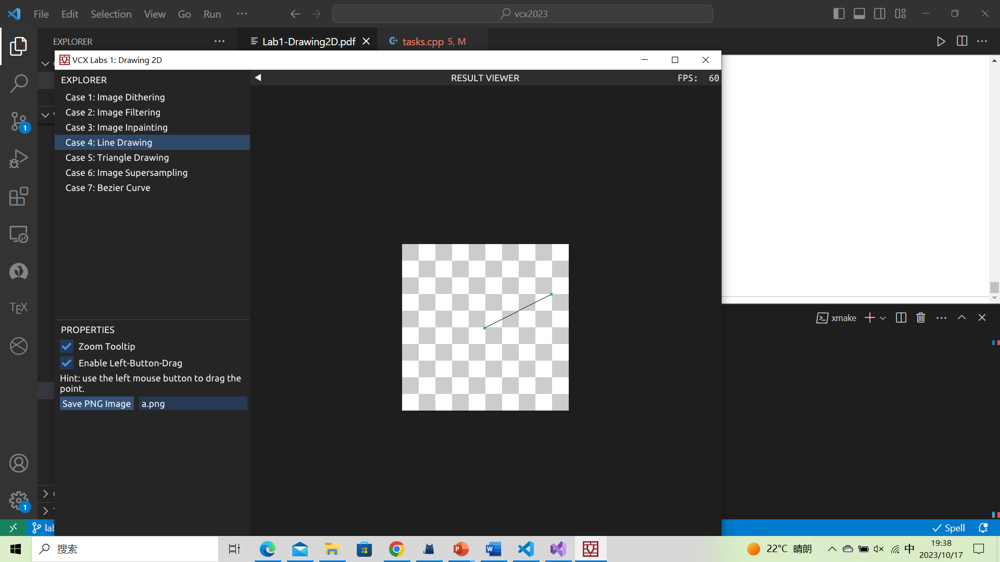 File Edit Selection View Go Run ··· vcx2023
EXPLORER ···
Lab1-Drawing2D.pdf
tasks.cpp 5, M
VCX Labs 1: Drawing 2D
EXPLORER
Case 1: Image Dithering
Case 2: Image Filtering
Case 3: Image Inpainting
Case 4: Line Drawing
Case 5: Triangle Drawing
Case 6: Image Supersampling
Case 7: Bezier Curve
RESULT VIEWER
FPS: 60
PROPERTIES
Zoom Tooltip
Enable Left-Button-Drag
Hint: use the left mouse button to drag the
point.
Save PNG Image a.png
xmake
TEX
1
1
lab
Spell
搜索
22°C 晴朗
中
19:38
2023/10/17